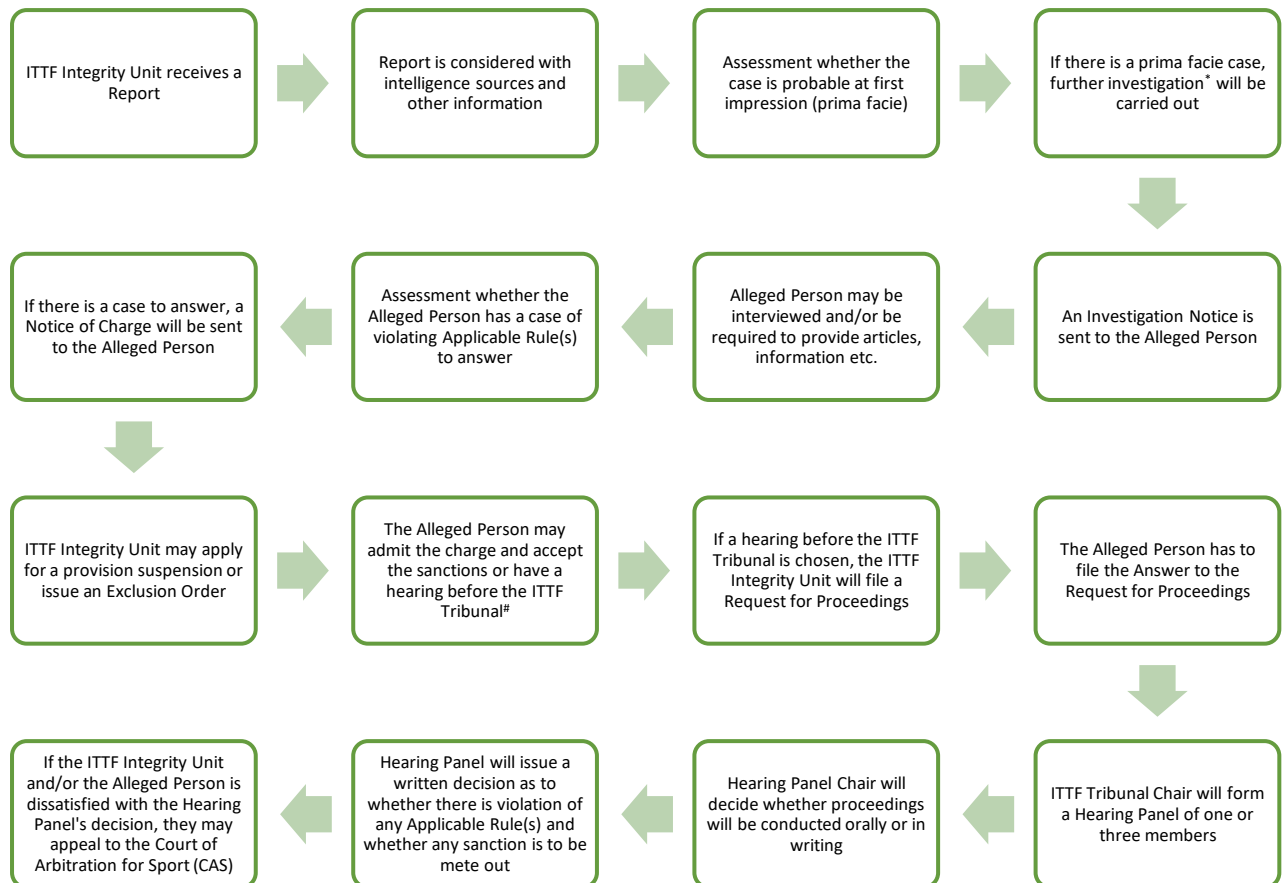 ITTF Integrity Unit receives a
Report
Report is considered with
intelligence sources and
other information
Assessment whether the
case is probable at first
impression (prima facie)
If there is a prima facie case,
further investigation* will be
carried out
An Investigation Notice is
sent to the Alleged Person
Alleged Person may be
interviewed and/or be
required to provide articles,
information etc.
Assessment whether the
Alleged Person has a case of
violating Applicable Rule(s)
to answer
If there is a case to answer, a
Notice of Charge will be sent
to the Alleged Person
ITTF Integrity Unit may apply
for a provision suspension or
issue an Exclusion Order
The Alleged Person may
admit the charge and accept
the sanctions or have a
hearing before the ITTF
Tribunal#
If a hearing before the ITTF
Tribunal is chosen, the ITTF
Integrity Unit will file a
Request for Proceedings
The Alleged Person has to
file the Answer to the
Request for Proceedings
ITTF Tribunal Chair will form
a Hearing Panel of one or
three members
Hearing Panel Chair will
decide whether proceedings
will be conducted orally or in
writing
Hearing Panel will issue a
written decision as to
whether there is violation of
any Applicable Rule(s) and
whether any sanction is to be
mete out
If the ITTF Integrity Unit
and/or the Alleged Person is
dissatisfied with the Hearing
Panel's decision, they may
appeal to the Court of
Arbitration for Sport (CAS)